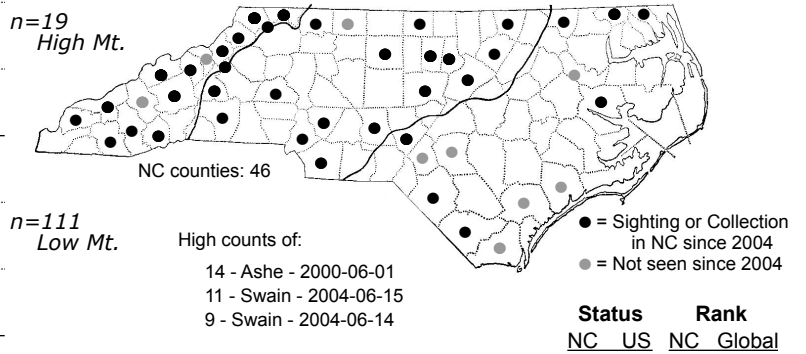 n=19
High Mt.
NC counties: 46
n=111
Low Mt.
High counts of:
14 - Ashe - 2000-06-01
11 - Swain - 2004-06-15
9 - Swain - 2004-06-14
● = Sighting or Collection
in NC since 2004
● = Not seen since 2004
Status Rank
NC US NC Global